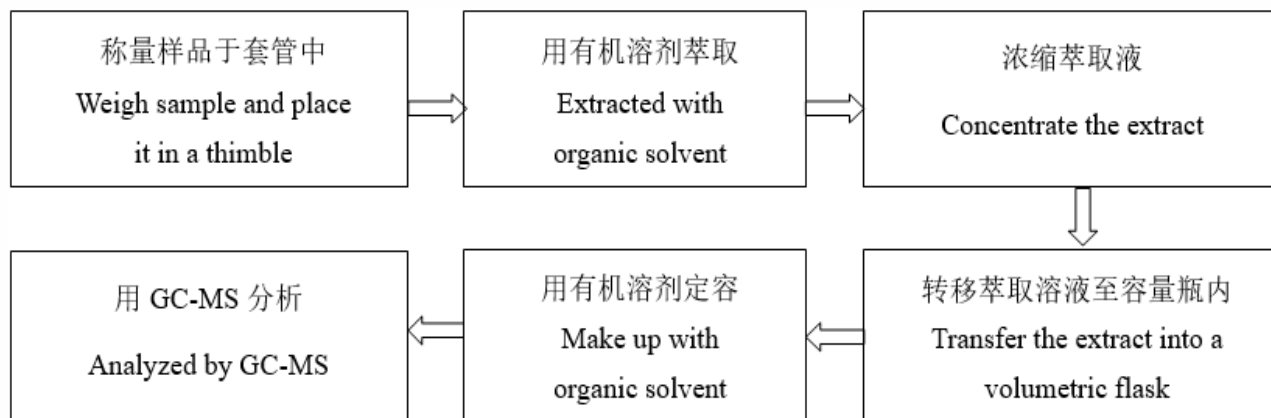 称量样品于套管中
Weigh sample and place
it in a thimble
用有机溶剂萃取
Extracted with
organic solvent
浓缩萃取液
Concentrate the extract
转移萃取溶液至容量瓶内
Transfer the extract into a
volumetric flask
用有机溶剂定容
Make up with
organic solvent
用 GC-MS 分析
Analyzed by GC-MS